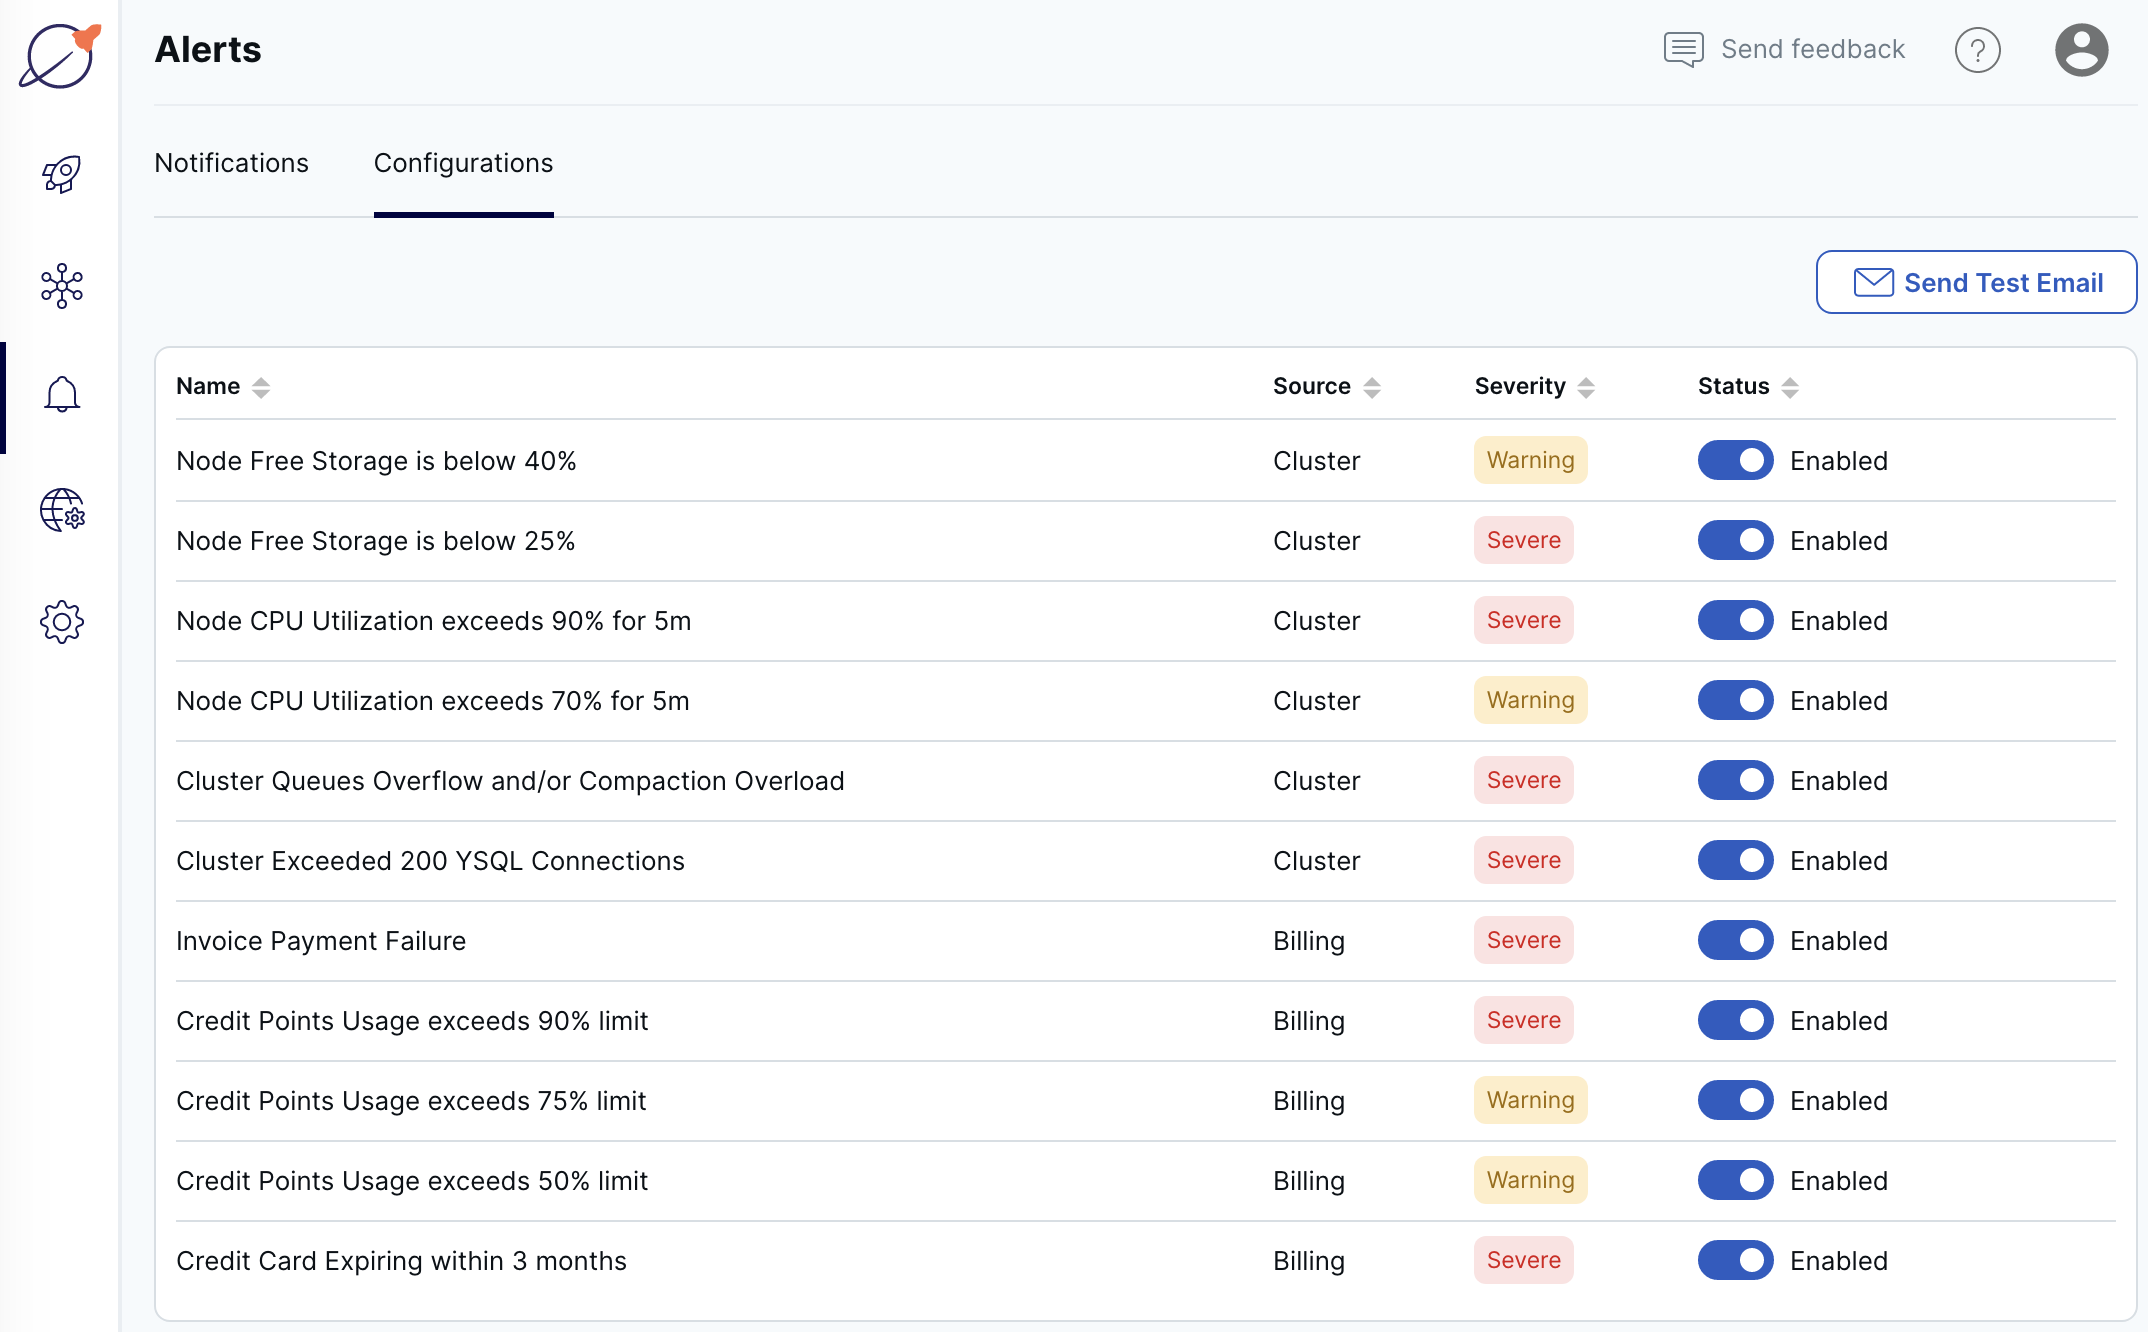 Alerts
Send feedback
?
Notifications
Configurations
Send Test Email
Name Source Severity Status
Node Free Storage is below 40% Cluster Warning Enabled
Node Free Storage is below 25% Cluster Severe Enabled
Node CPU Utilization exceeds 90% for 5m Cluster Severe Enabled
Node CPU Utilization exceeds 70% for 5m Cluster Warning Enabled
Cluster Queues Overflow and/or Compaction Overload Cluster Severe Enabled
Cluster Exceeded 200 YSQL Connections Cluster Severe Enabled
Invoice Payment Failure Billing Severe Enabled
Credit Points Usage exceeds 90% limit Billing Severe Enabled
Credit Points Usage exceeds 75% limit Billing Warning Enabled
Credit Points Usage exceeds 50% limit Billing Warning Enabled
Credit Card Expiring within 3 months Billing Severe Enabled